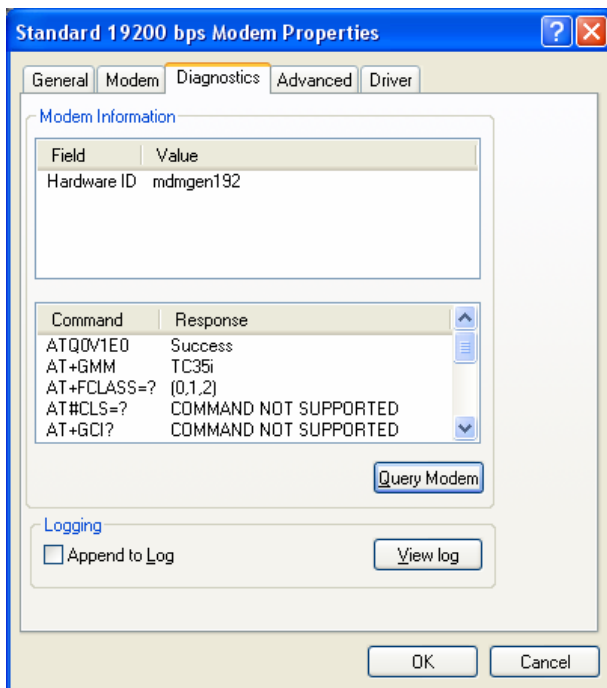 Standard 19200 bps Modem Properties
General Modem Diagnostics Advanced Driver
Modem Information
Field Value
Hardware ID mdmgen192
Command Response
ATQ0V1E0 Success
AT+GMM TC35i
AT+FCLASS=? (0,1,2)
AT#CLS=? COMMAND NOT SUPPORTED
AT+GCI? COMMAND NOT SUPPORTED
Query Modem
Logging
Append to Log View log
OK Cancel